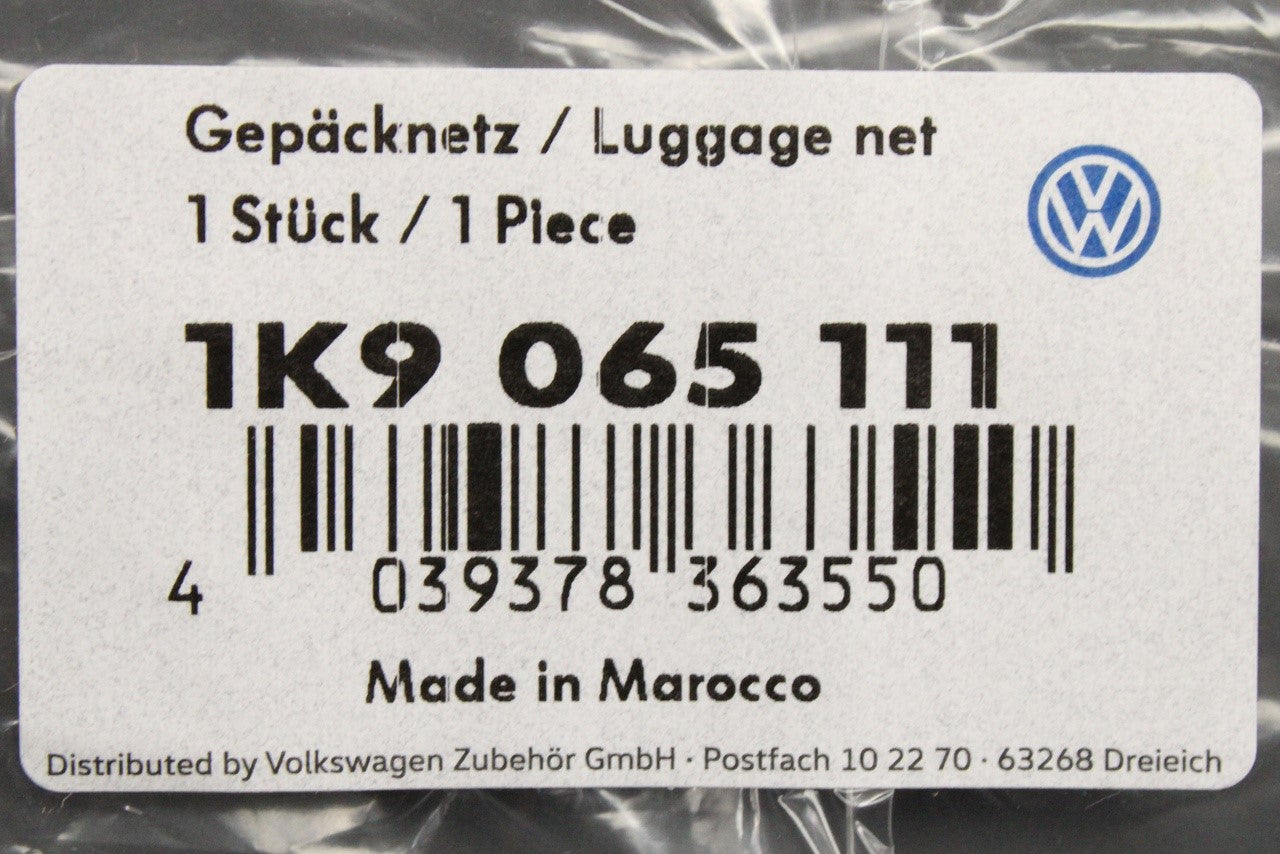 Gepäcknetz / Luggage net
1 Stück / 1 Piece
1K9 065 111
4 039378 363550
Made in Marocco
Distributed by Volkswagen Zubehör GmbH · Postfach 10 22 70 · 63268 Dreieich